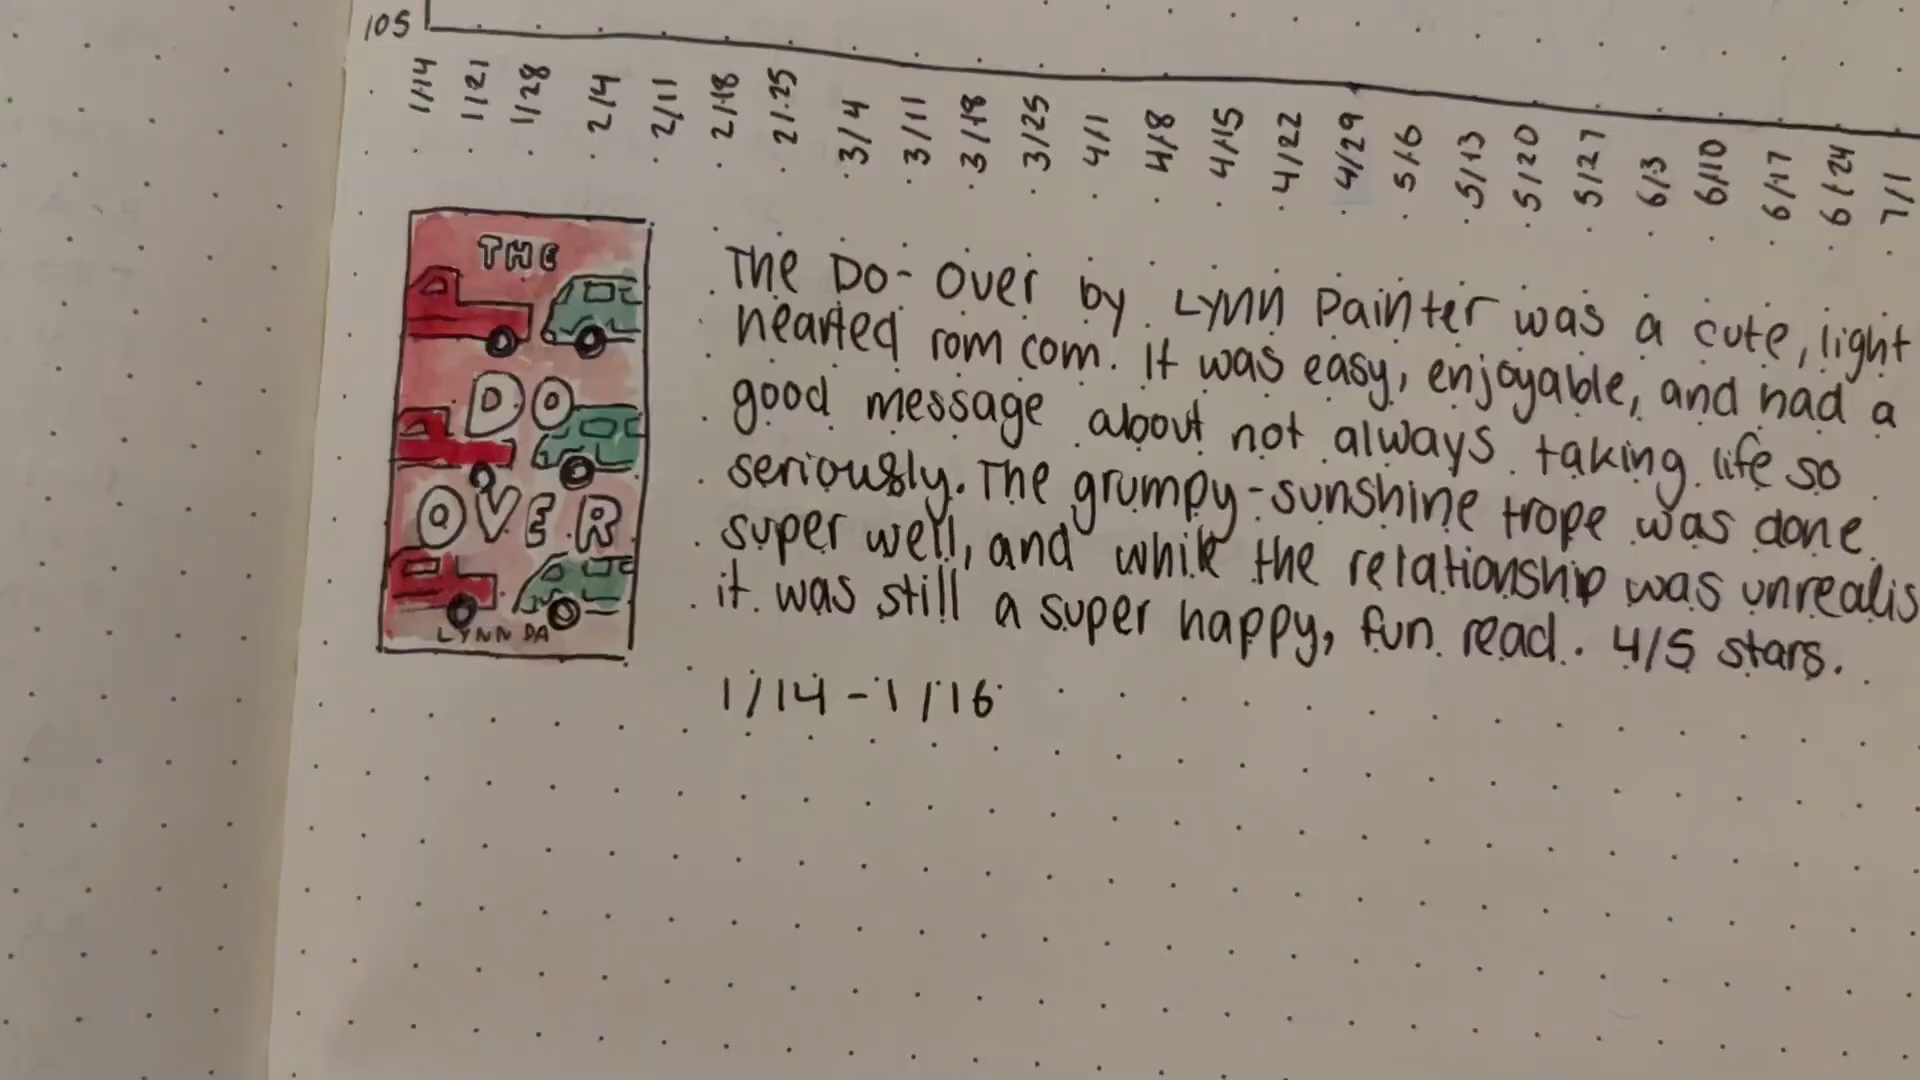 105
1/14 1/21 1/28 2/4 2/11 2/18 2/25 3/4 3/11 3/18 3/25 4/1 4/8 4/15 4/22 4/29 5/6 5/13 5/20 5/27 6/3 6/10 6/17 6/24 7/1
THE
DO
OVER
LYNN PA
The Do-Over by Lynn Painter was a cute, light
hearted rom com. It was easy, enjoyable, and had a
good message about not always taking life so
seriously. The grumpy-sunshine trope was done
super well, and while the relationship was unrealis
it was still a super happy, fun read. 4/5 stars.
1/14-1/16